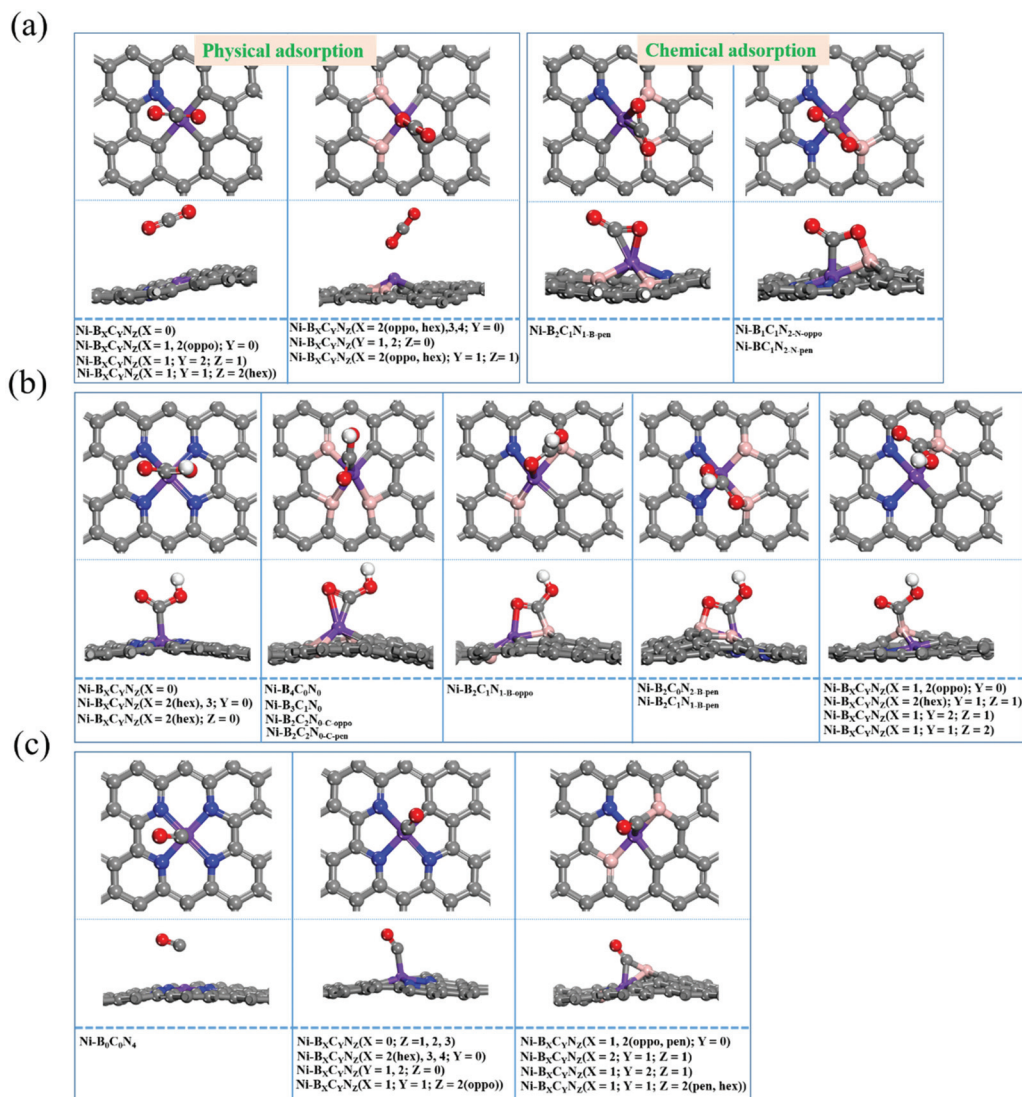 (a)
Physical adsorption
Chemical adsorption
Ni-BXCYNZ(X = 0)
Ni-BXCYNZ(X = 1, 2(oppo); Y = 0)
Ni-BXCYNZ(X = 1; Y = 2; Z = 1)
Ni-BXCYNZ(X = 1; Y = 1; Z = 2(hex))
Ni-BXCYNZ(X = 2(oppo, hex),3,4; Y = 0)
Ni-BXCYNZ(Y = 1, 2; Z = 0)
Ni-BXCYNZ(X = 2(oppo, hex); Y = 1; Z = 1)
Ni-B2C1N1-B-pen
Ni-B1C1N2-N-oppo
Ni-BC1N2-N-pen
(b)
Ni-BXCYNZ(X = 0)
Ni-BXCYNZ(X = 2(hex), 3; Y = 0)
Ni-BXCYNZ(X = 2(hex); Z = 0)
Ni-B4C0N0
Ni-B3C1N0
Ni-B2C2N0-C-oppo
Ni-B2C2N0-C-pen
Ni-B2C1N1-B-oppo
Ni-B2C0N2-B-pen
Ni-B2C1N1-B-pen
Ni-BXCYNZ(X = 1, 2(oppo); Y = 0)
Ni-BXCYNZ(X = 2(hex); Y = 1; Z = 1)
Ni-BXCYNZ(X = 1; Y = 2; Z = 1)
Ni-BXCYNZ(X = 1; Y = 1; Z = 2)
(c)
Ni-B0C0N4
Ni-BXCYNZ(X = 0; Z =1, 2, 3)
Ni-BXCYNZ(X = 2(hex), 3, 4; Y = 0)
Ni-BXCYNZ(Y = 1, 2; Z = 0)
Ni-BXCYNZ(X = 1; Y = 1; Z = 2(oppo))
Ni-BXCYNZ(X = 1, 2(oppo, pen); Y = 0)
Ni-BXCYNZ(X = 2; Y = 1; Z = 1)
Ni-BXCYNZ(X = 1; Y = 2; Z = 1)
Ni-BXCYNZ(X = 1; Y = 1; Z = 2(pen, hex))